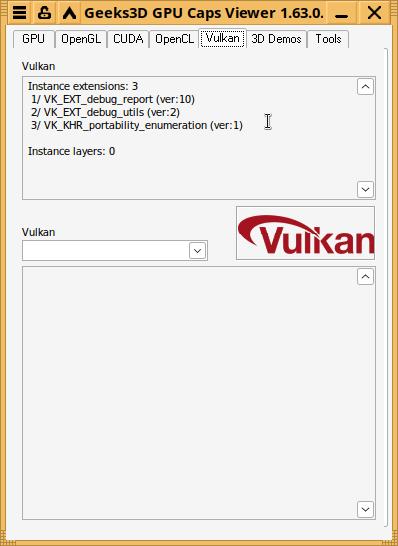 Geeks3D GPU Caps Viewer 1.63.0.
GPU OpenGL CUDA OpenCL Vulkan 3D Demos Tools
Vulkan
Instance extensions: 3
1/ VK_EXT_debug_report (ver:10)
2/ VK_EXT_debug_utils (ver:2)
3/ VK_KHR_portability_enumeration (ver:1)
Instance layers: 0
Vulkan
Vulkan